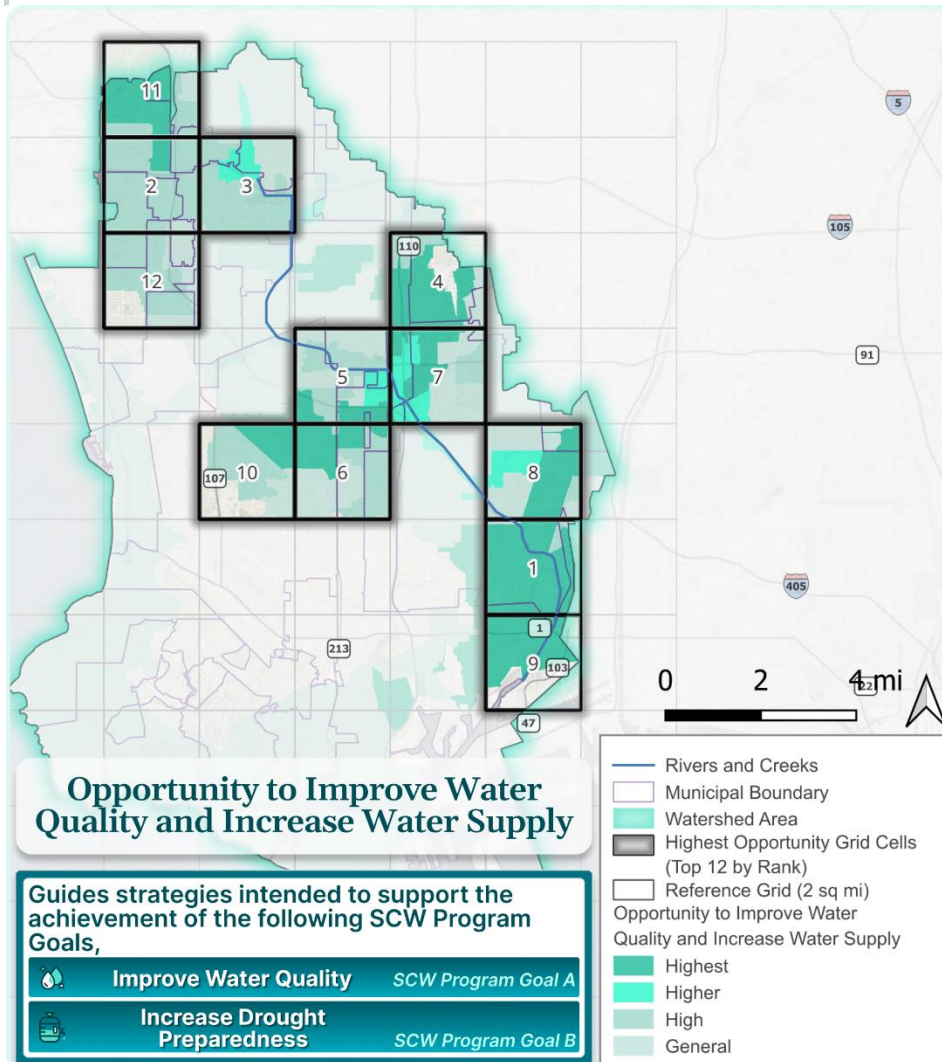 11
5
2
3
105
110
12
4
91
5
7
107
10
6
8
1
405
1
213
9
103
0 2 4 mi
22
47
Rivers and Creeks
Municipal Boundary
Watershed Area
Highest Opportunity Grid Cells
(Top 12 by Rank)
Reference Grid (2 sq mi)
Opportunity to Improve Water
Quality and Increase Water Supply
Highest
Higher
High
General
Opportunity to Improve Water
Quality and Increase Water Supply
Guides strategies intended to support the
achievement of the following SCW Program
Goals,
Improve Water Quality SCW Program Goal A
Increase Drought
Preparedness SCW Program Goal B